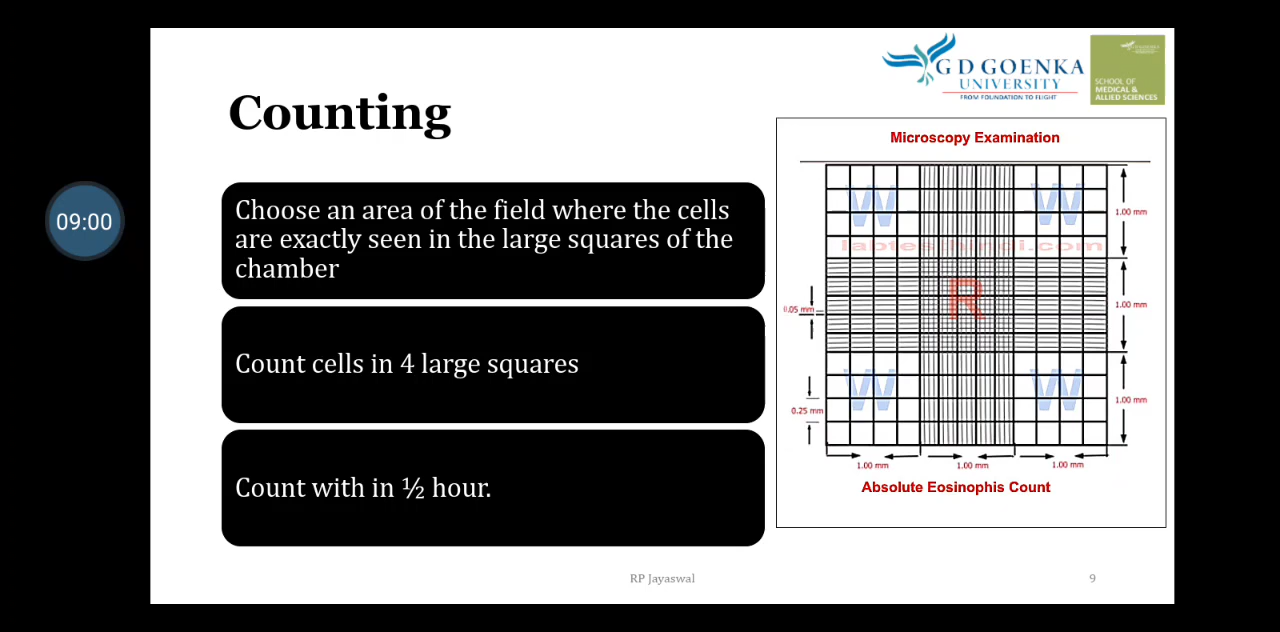 G D GOENKA
UNIVERSITY
FROM FOUNDATION TO FLIGHT
SCHOOL OF
MEDICAL &
ALLIED SCIENCES
Counting
09:00
Choose an area of the field where the cells
are exactly seen in the large squares of the
chamber
Count cells in 4 large squares
Count with in ½ hour.
Microscopy Examination
W
W
1.00 mm
labtesthindi.com
R
1.00 mm
0.05 mm
W
W
1.00 mm
0.25 mm
1.00 mm
1.00 mm
1.00 mm
Absolute Eosinophis Count
RP Jayaswal
9